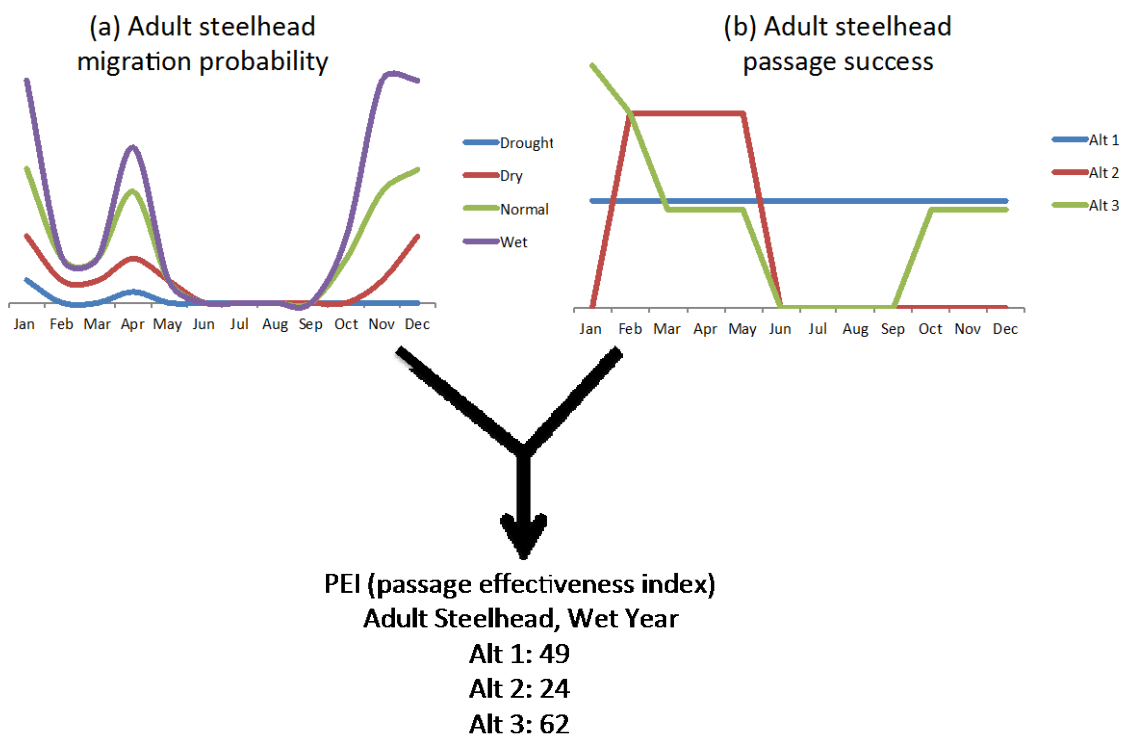 (a) Adult steelhead
migration probability
Drought
Dry
Normal
Wet
Jan Feb Mar Apr May Jun Jul Aug Sep Oct Nov Dec
(b) Adult steelhead
passage success
Alt 1
Alt 2
Alt 3
Jan Feb Mar Apr May Jun Jul Aug Sep Oct Nov Dec
PEI (passage effectiveness index)
Adult Steelhead, Wet Year
Alt 1: 49
Alt 2: 24
Alt 3: 62